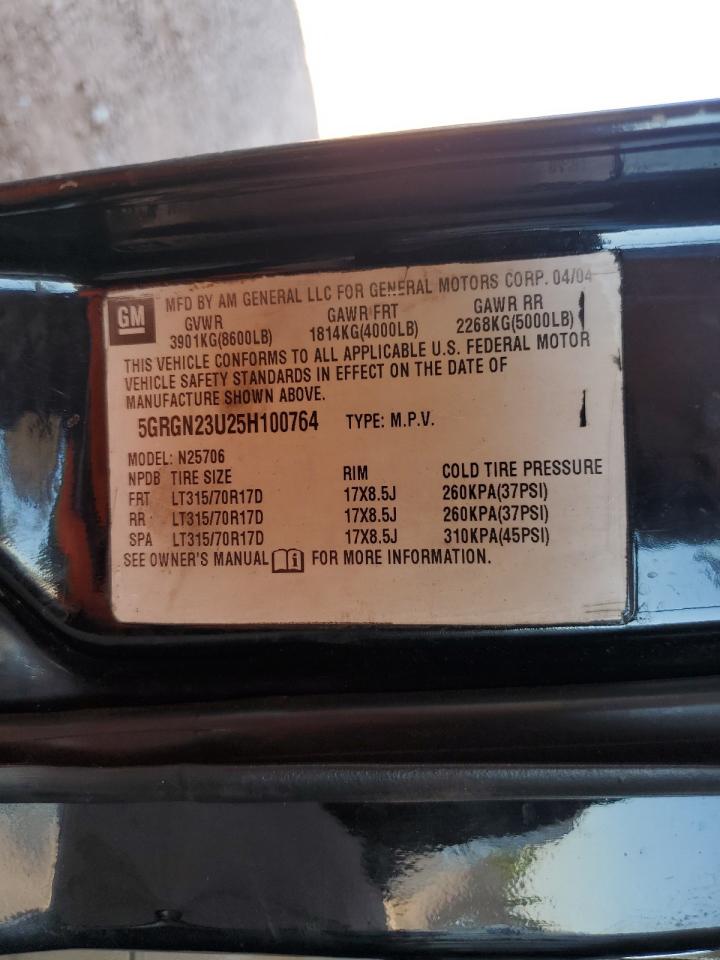 GM
MFD BY AM GENERAL LLC FOR GENERAL MOTORS CORP. 04/04
GVWR GAWR FRT GAWR RR
3901KG(8600LB) 1814KG(4000LB) 2268KG(5000LB)
THIS VEHICLE CONFORMS TO ALL APPLICABLE U.S. FEDERAL MOTOR
VEHICLE SAFETY STANDARDS IN EFFECT ON THE DATE OF
MANUFACTURE SHOWN ABOVE.
5GRGN23U25H100764 TYPE: M.P.V.
MODEL: N25706
NPDB TIRE SIZE RIM COLD TIRE PRESSURE
FRT LT315/70R17D 17X8.5J 260KPA(37PSI)
RR LT315/70R17D 17X8.5J 260KPA(37PSI)
SPA LT315/70R17D 17X8.5J 310KPA(45PSI)
SEE OWNER'S MANUAL i FOR MORE INFORMATION.